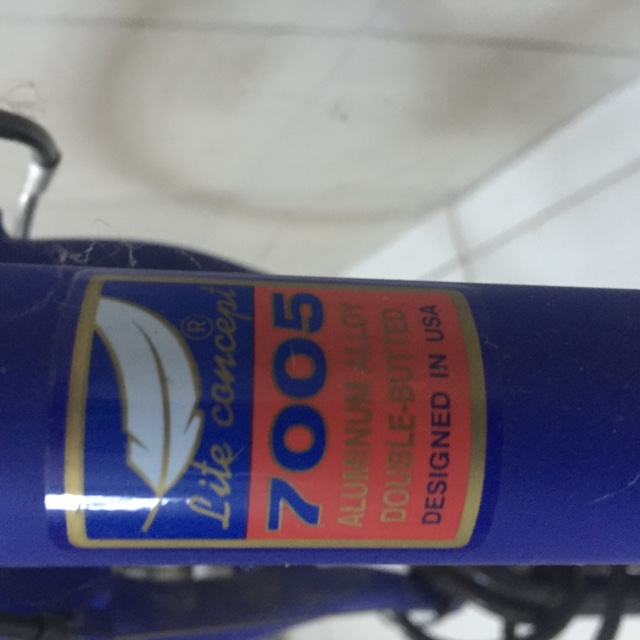 Lite concept®
7005
ALUMINUM ALLOY
DOUBLE-BUTTED
DESIGNED IN USA